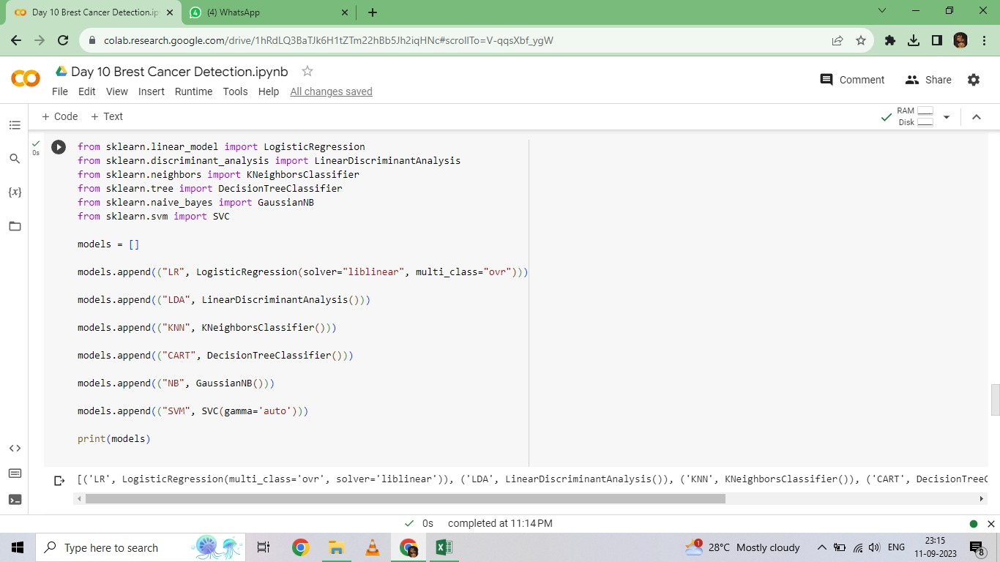 Day 10 Brest Cancer Detection.ip
(4) WhatsApp
colab.research.google.com/drive/1hRdLQ3BaTJk6H1tZTm22hBb5Jh2iqHNc#scrollTo=V-qqsXbf_ygW
CO
Day 10 Brest Cancer Detection.ipynb
Comment
Share
File Edit View Insert Runtime Tools Help All changes saved
+ Code + Text
RAM
Disk
0s
{x}
from sklearn.linear_model import LogisticRegression
from sklearn.discriminant_analysis import LinearDiscriminantAnalysis
from sklearn.neighbors import KNeighborsClassifier
from sklearn.tree import DecisionTreeClassifier
from sklearn.naive_bayes import GaussianNB
from sklearn.svm import SVC
models = []
models.append(("LR", LogisticRegression(solver="liblinear", multi_class="ovr")))
models.append(("LDA", LinearDiscriminantAnalysis()))
models.append(("KNN", KNeighborsClassifier()))
models.append(("CART", DecisionTreeClassifier()))
models.append(("NB", GaussianNB()))
models.append(("SVM", SVC(gamma='auto')))
print(models)
[('LR', LogisticRegression(multi_class='ovr', solver='liblinear')), ('LDA', LinearDiscriminantAnalysis()), ('KNN', KNeighborsClassifier()), ('CART', DecisionTreeC
0s completed at 11:14 PM
Type here to search
1
28°C Mostly cloudy
ENG
23:15
11-09-2023
8